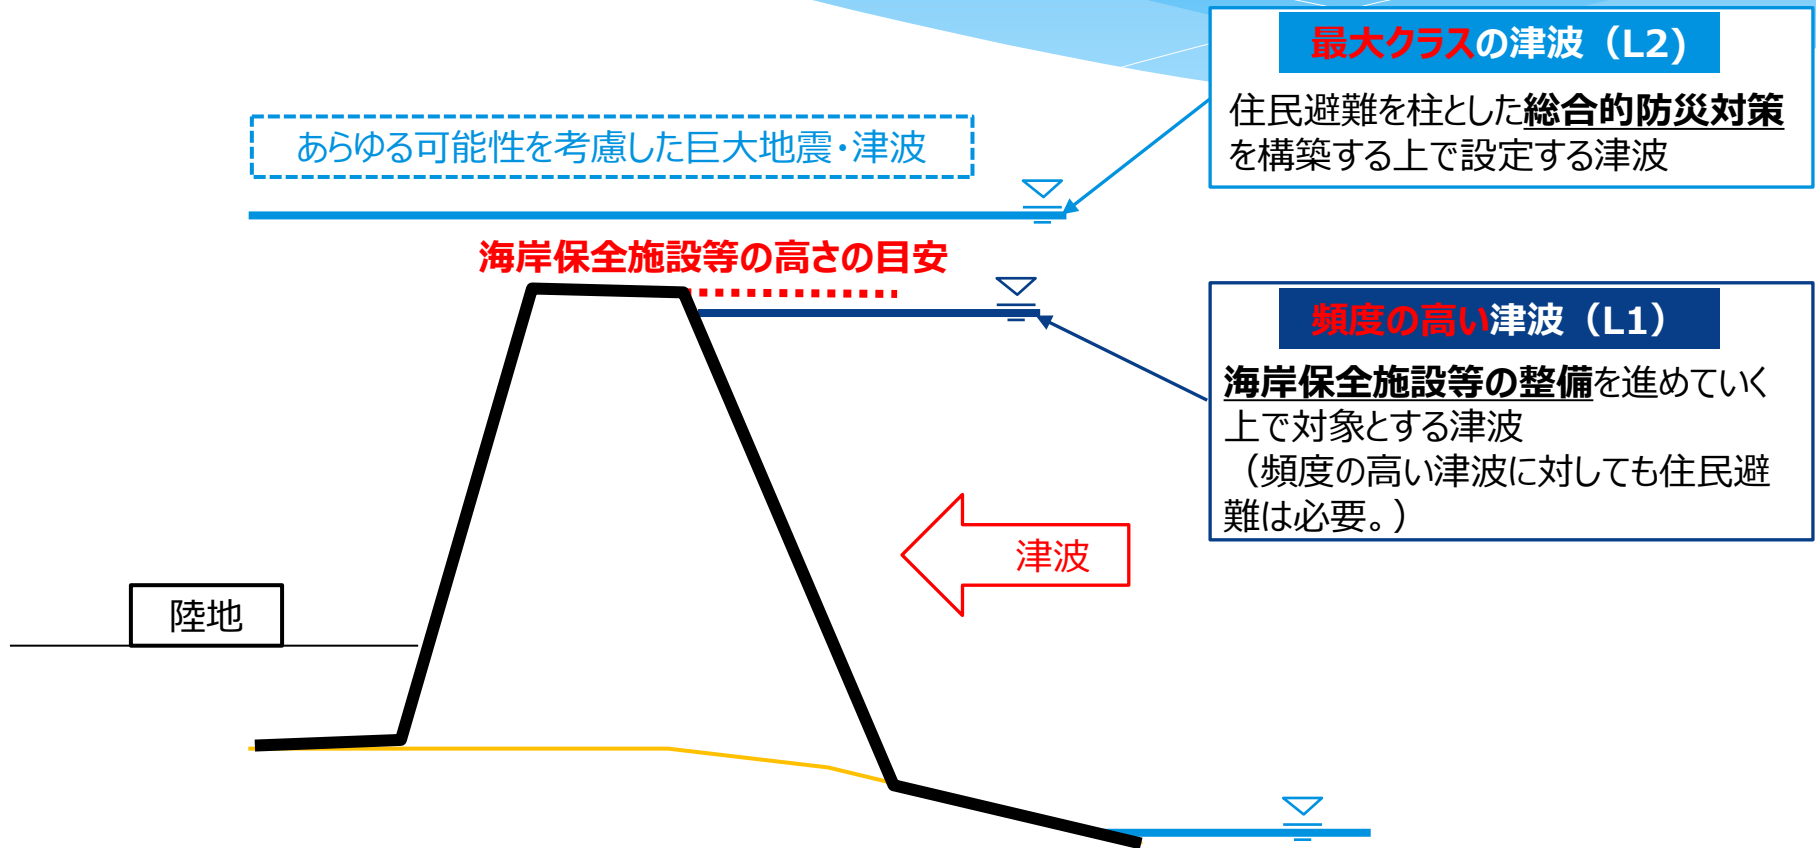 最大クラスの津波（L2)
住民避難を柱とした総合的防災対策
を構築する上で設定する津波
あらゆる可能性を考慮した巨大地震・津波
海岸保全施設等の高さの目安
頻度の高い津波（L1）
海岸保全施設等の整備を進めていく
上で対象とする津波
（頻度の高い津波に対しても住民避
難は必要。）
津波
陸地